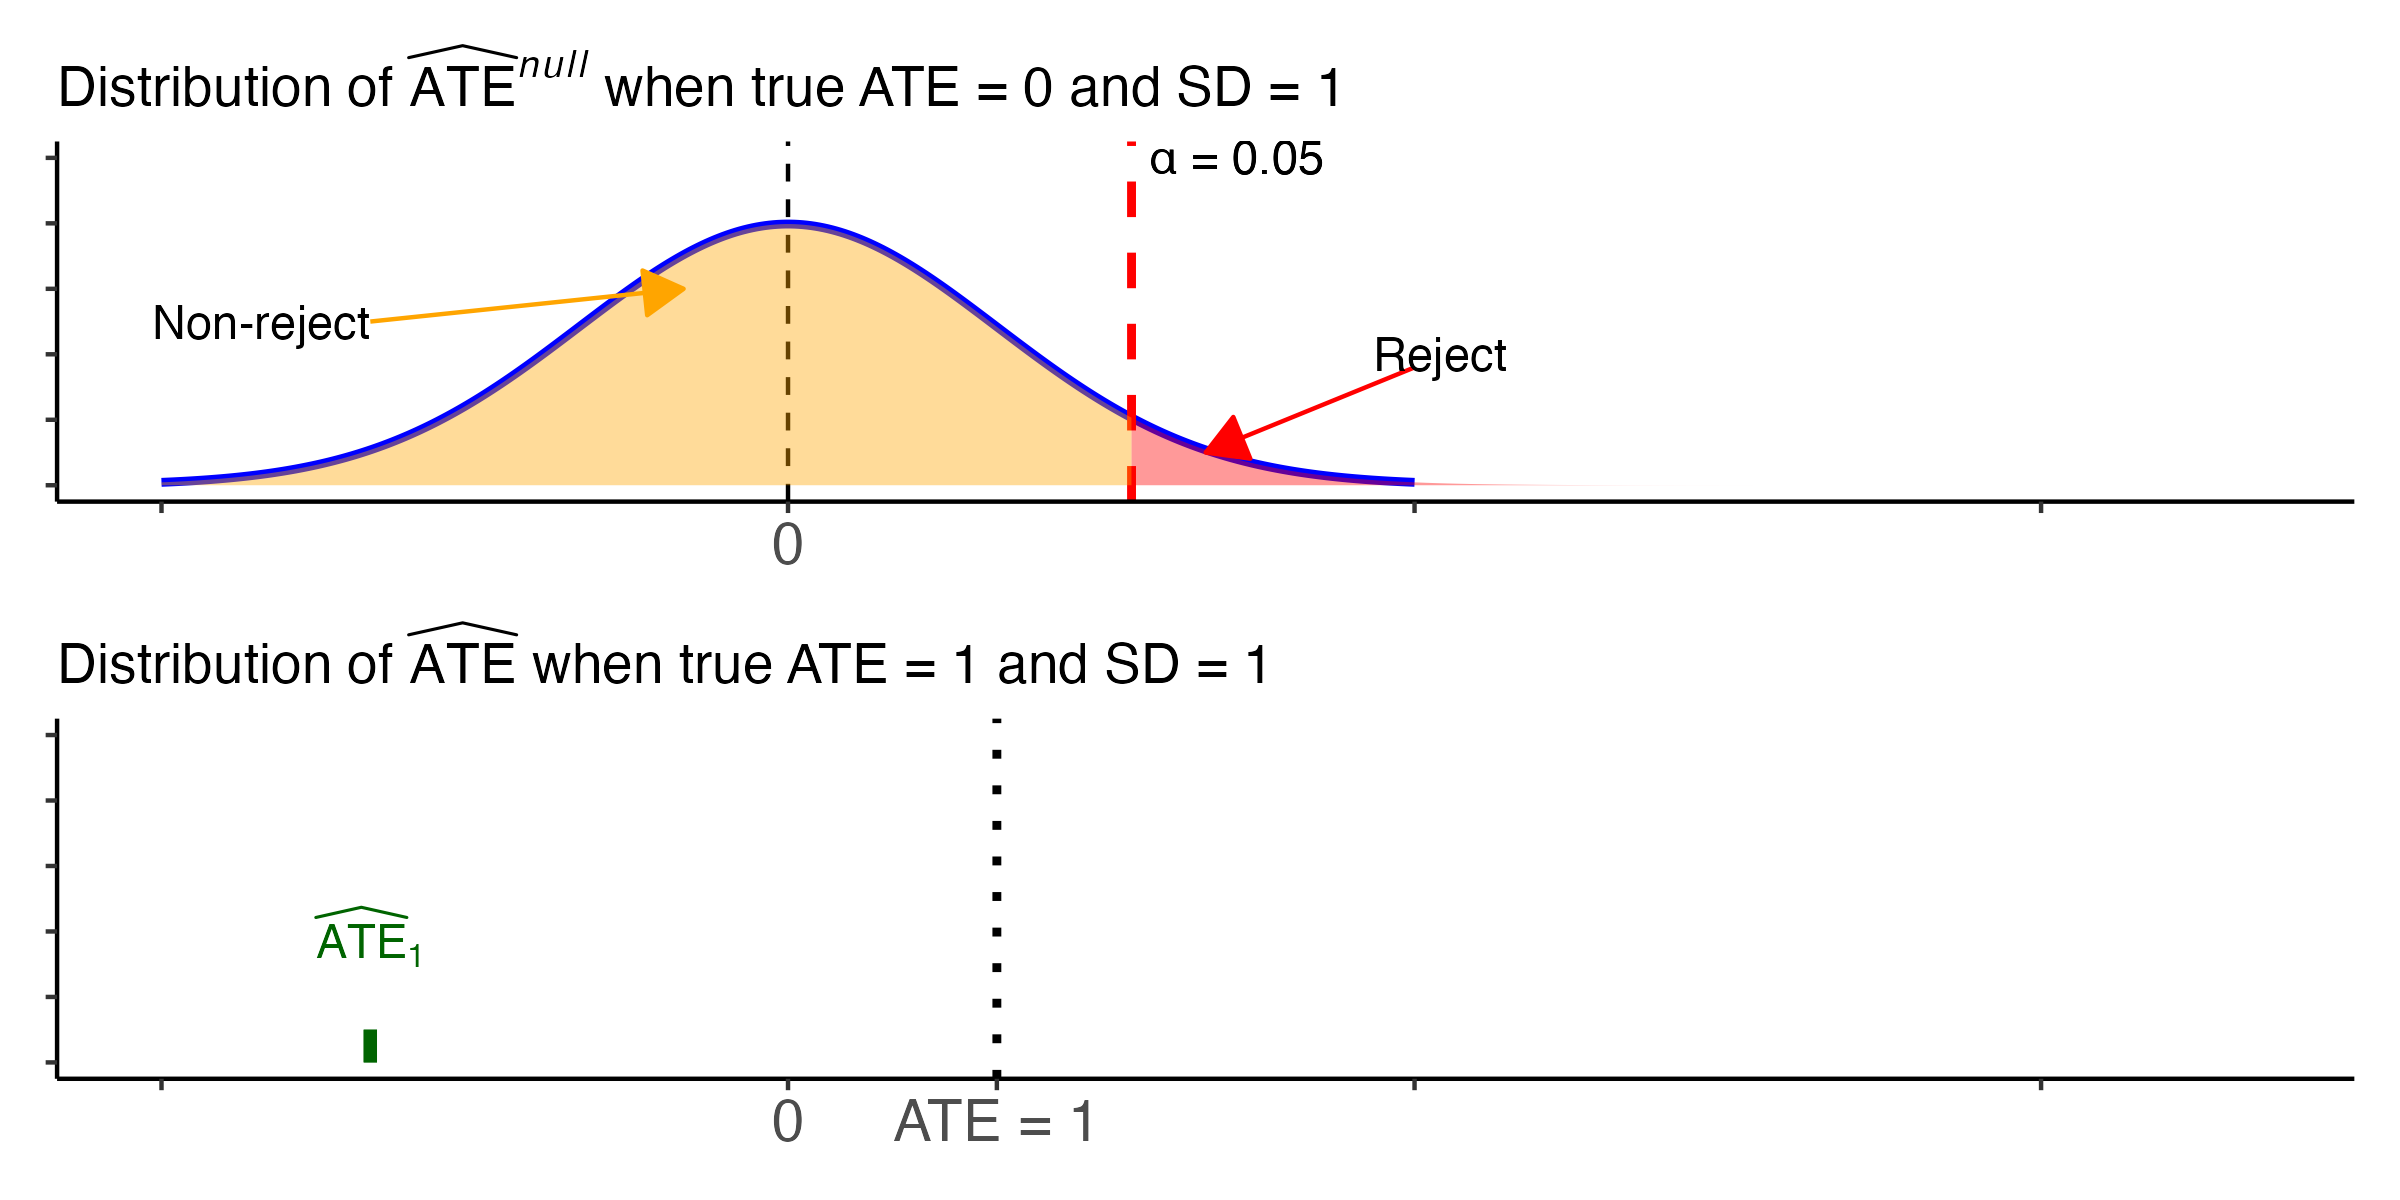 Distribution of $\widehat{ATE}^{null}$ when true ATE = 0 and SD = 1
α = 0.05
Non-reject
Reject
0
Distribution of $\widehat{ATE}$ when true ATE = 1 and SD = 1
$\widehat{ATE}_1$
0 ATE = 1